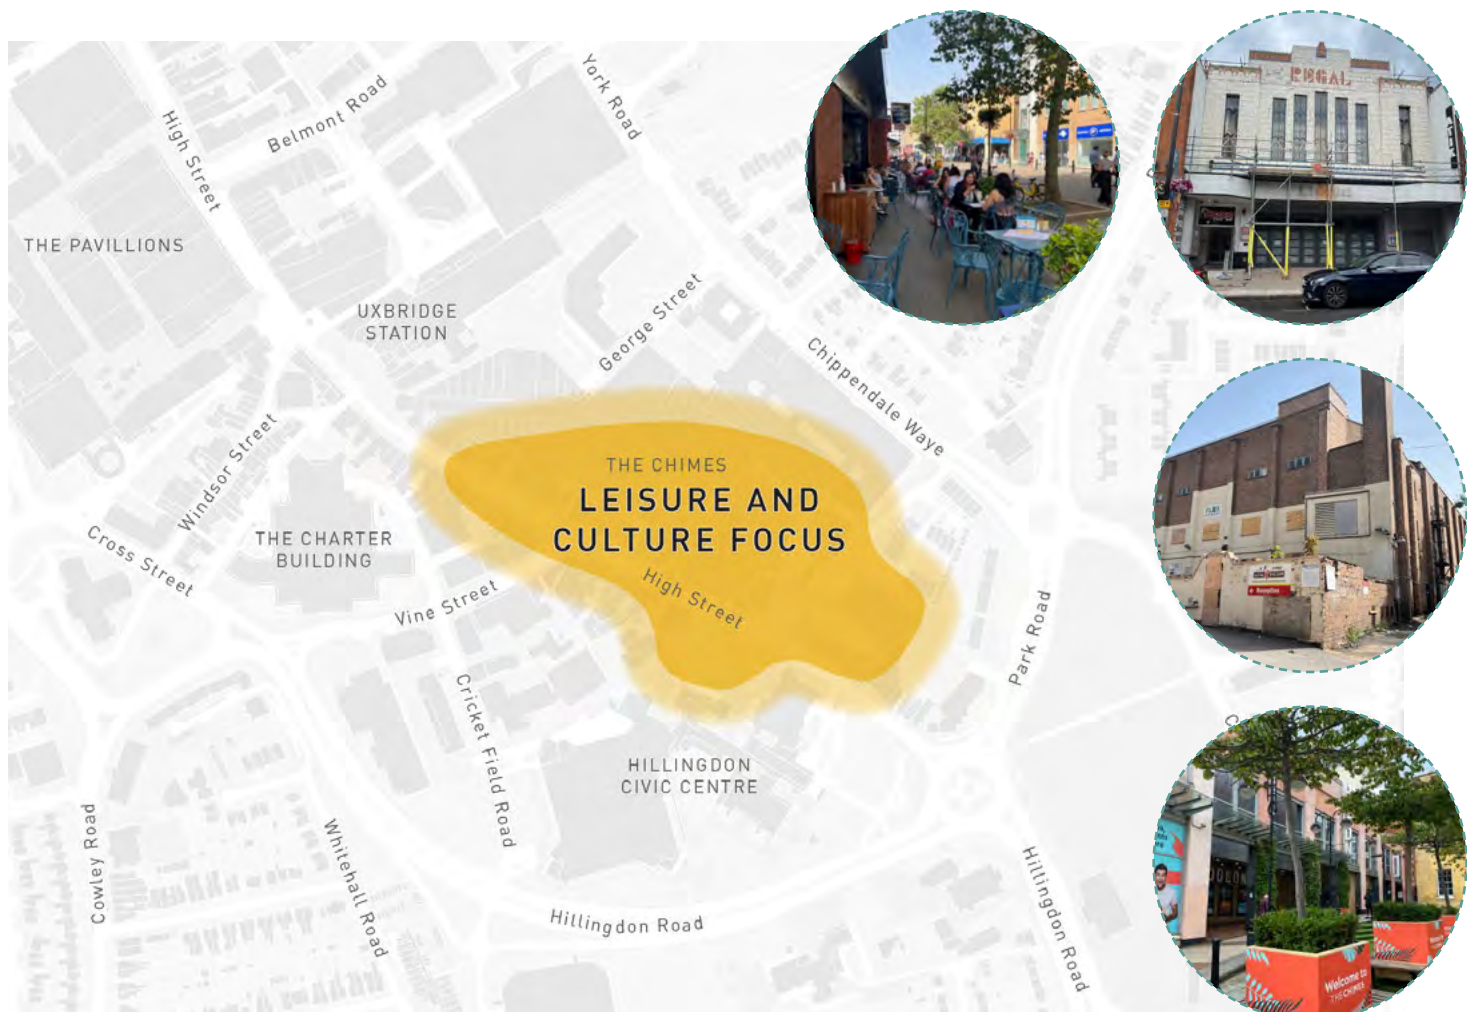 York Road
Belmont Road
High Street
THE PAVILLIONS
UXBRIDGE
STATION
George Street
Chippendale Waye
Windsor Street
Cross Street
THE CHARTER
BUILDING
Vine Street
THE CHIMES
LEISURE AND
CULTURE FOCUS
High Street
Park Road
Cricket Field Road
HILLINGDON
CIVIC CENTRE
Cowley Road
Whitehall Road
Hillingdon Road
Hillingdon Road
REGAL
Reception
ODEON
Welcome to
THE CHIMES